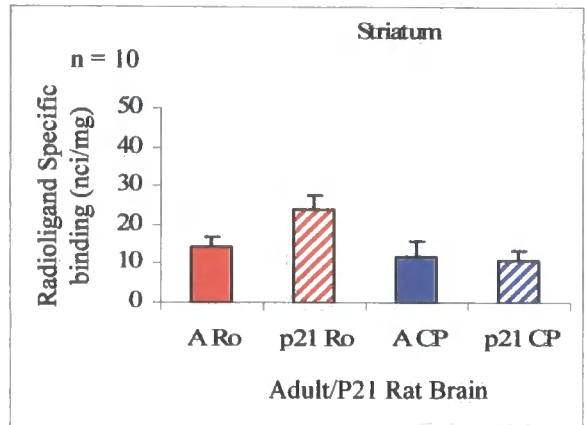 Striatum
n = 10
Radioligand Specific
binding (nci/mg)
50
40
30
20
10
0
A Ro p21 Ro A CP p21 CP
Adult/P21 Rat Brain